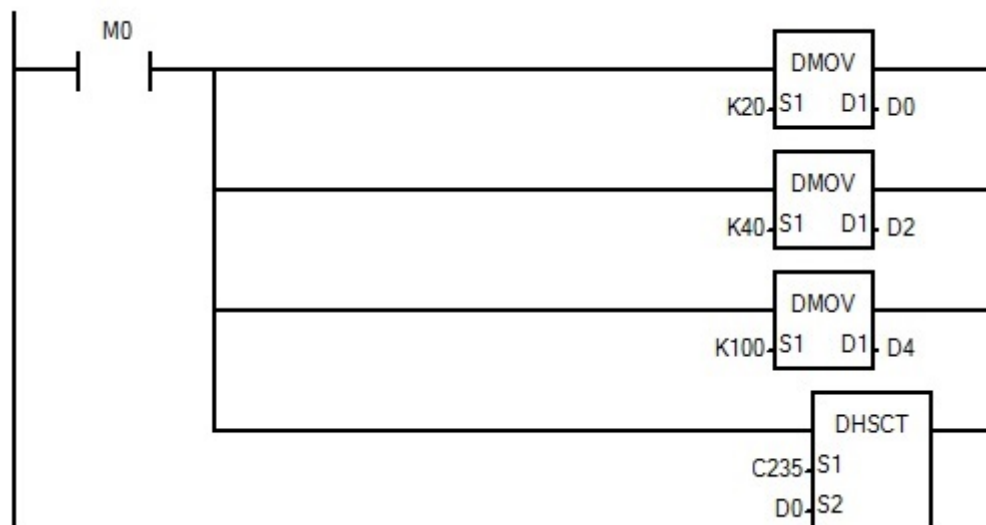 M0
DMOV
K20 S1 D1 D0
DMOV
K40 S1 D1 D2
DMOV
K100 S1 D1 D4
DHSCT
C235 S1
D0 S2